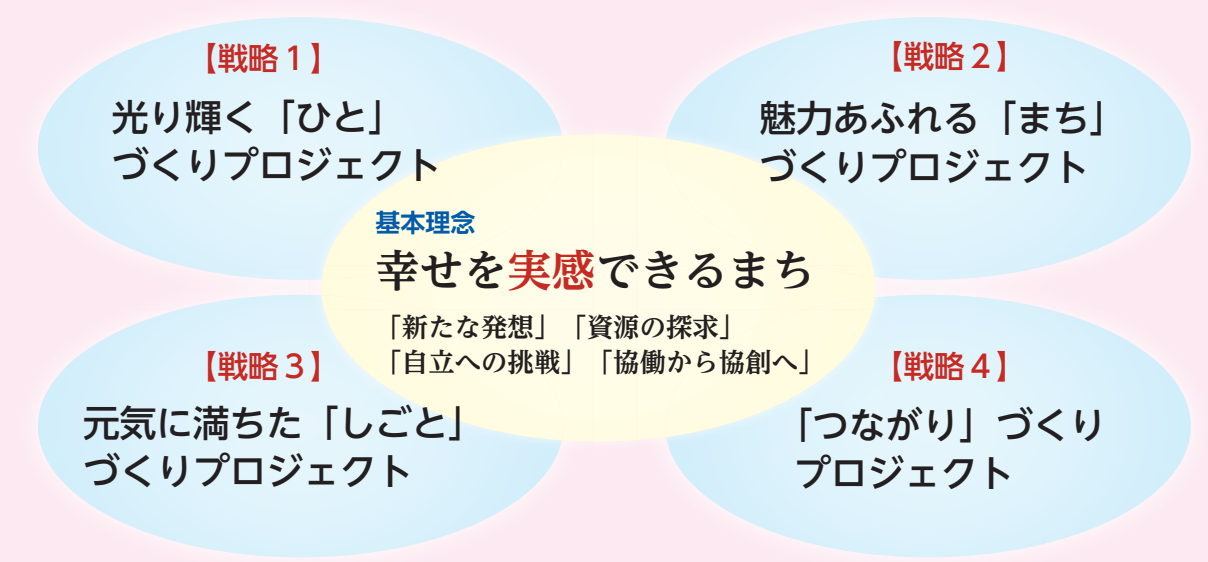 【戦略1】
光り輝く「ひと」
づくりプロジェクト
【戦略2】
魅力あふれる「まち」
づくりプロジェクト
基本理念
幸せを実感できるまち
「新たな発想」「資源の探求」
「自立への挑戦」「協働から協創へ」
【戦略3】
元気に満ちた「しごと」
づくりプロジェクト
【戦略4】
「つながり」づくり
プロジェクト